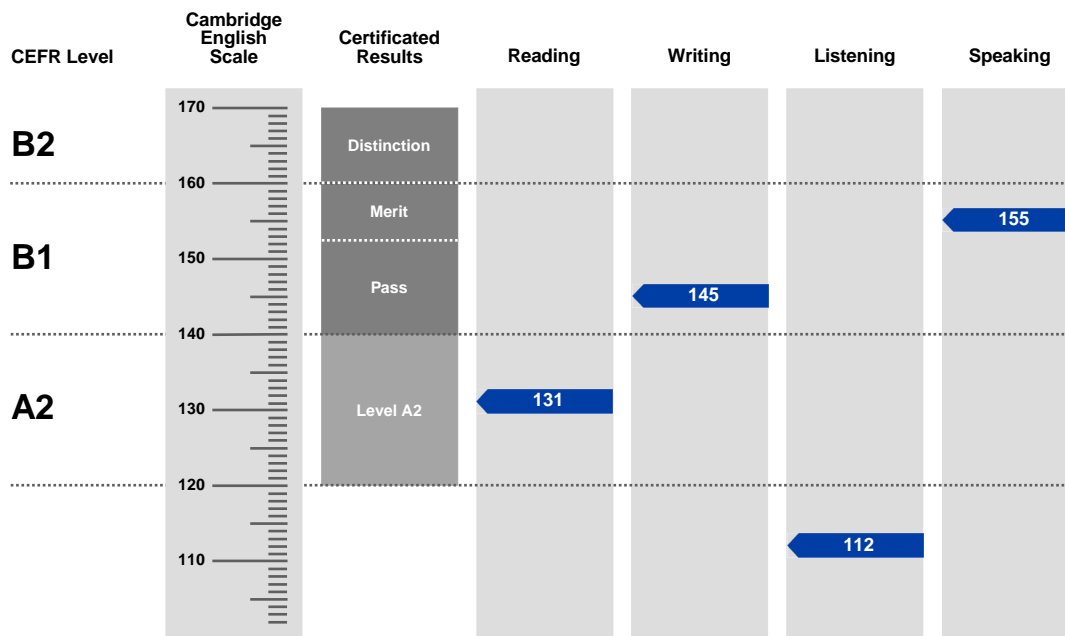 CEFR Level
Cambridge
English
Scale
Certificated
Results
Reading
Writing
Listening
Speaking
170
B2
Distinction
160
Merit
155
B1
150
Pass
145
140
A2
130
Level A2
131
120
112
110